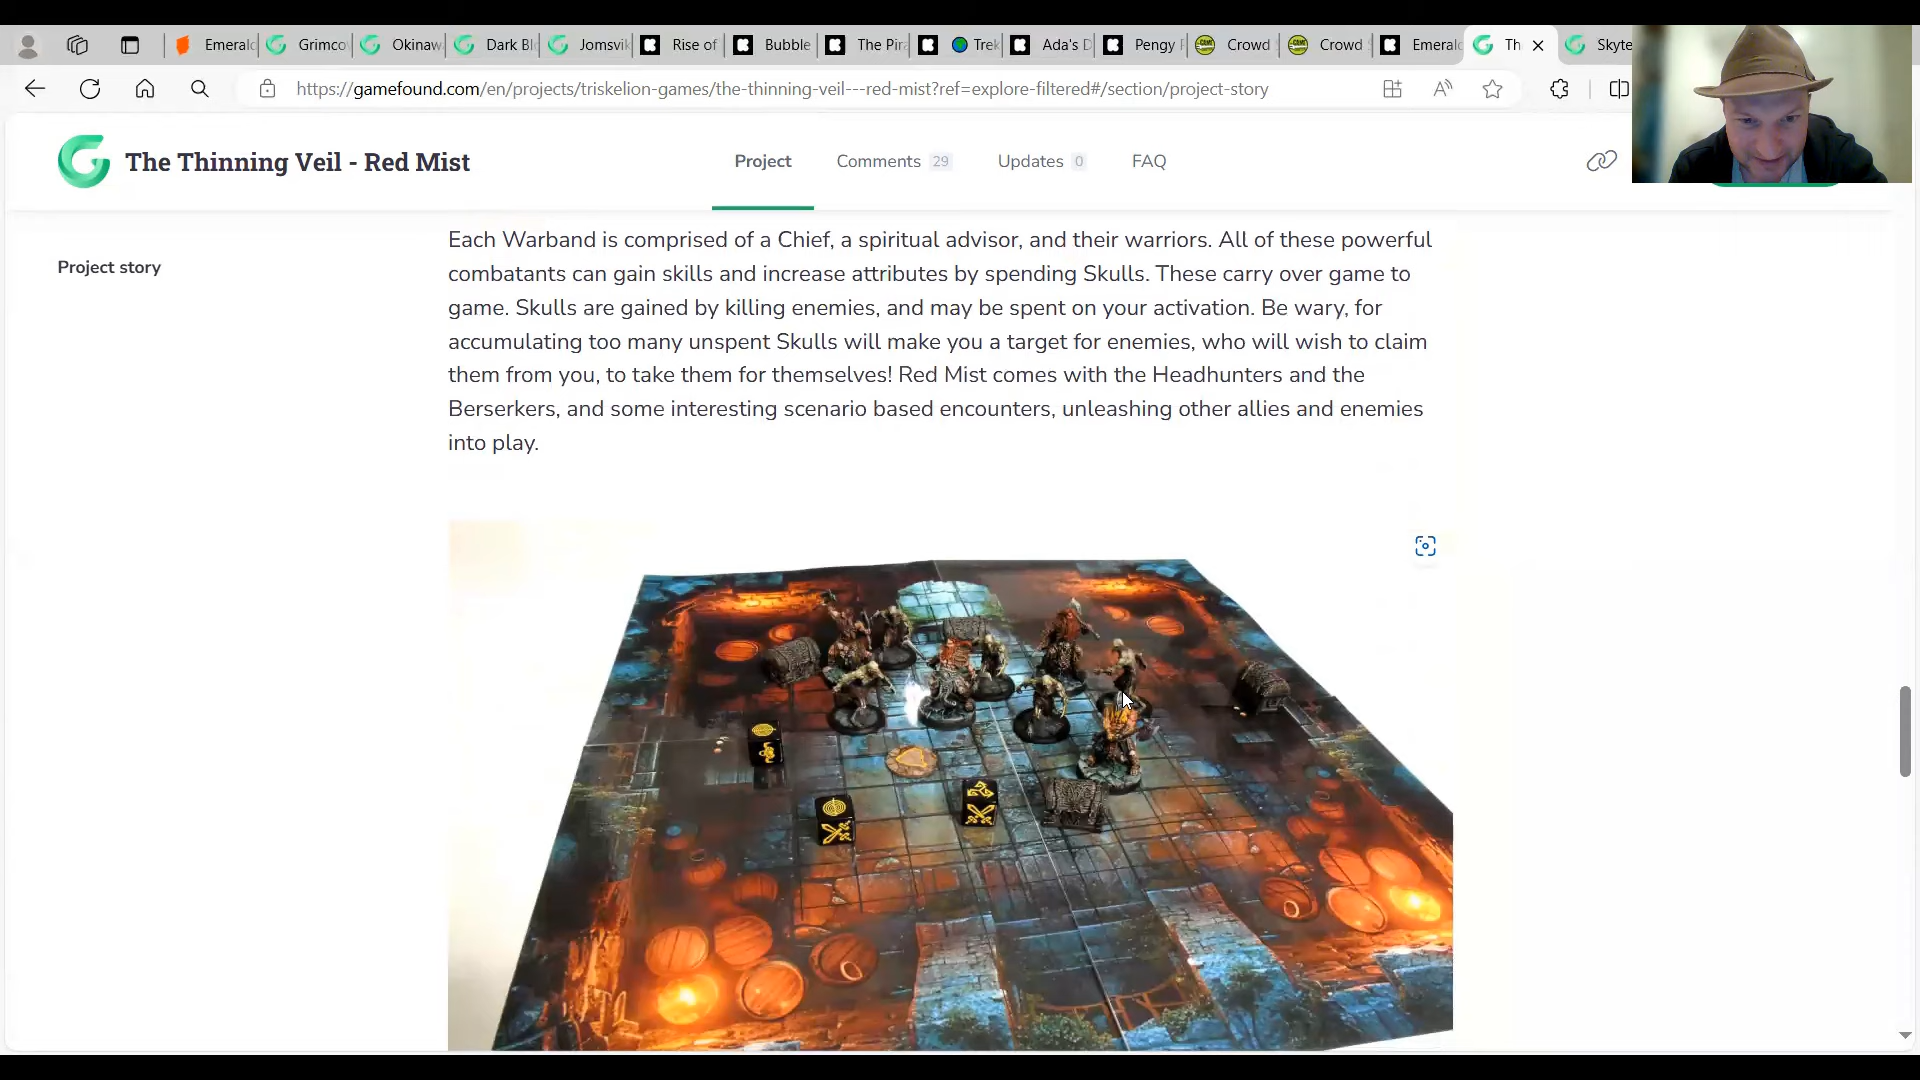 Emerald
Grimco
Okinaw
Dark Bl
Jomsvik
Rise of
Bubble
The Pir
Trek
Ada's D
Pengy
Crowd
Crowd
Emeral
Th
Skyte
https://gamefound.com/en/projects/triskelion-games/the-thinning-veil---red-mist?ref=explore-filtered#/section/project-story
The Thinning Veil - Red Mist
Project
Comments 29
Updates 0
FAQ
Project story
Each Warband is comprised of a Chief, a spiritual advisor, and their warriors. All of these powerful
combatants can gain skills and increase attributes by spending Skulls. These carry over game to
game. Skulls are gained by killing enemies, and may be spent on your activation. Be wary, for
accumulating too many unspent Skulls will make you a target for enemies, who will wish to claim
them from you, to take them for themselves! Red Mist comes with the Headhunters and the
Berserkers, and some interesting scenario based encounters, unleashing other allies and enemies
into play.